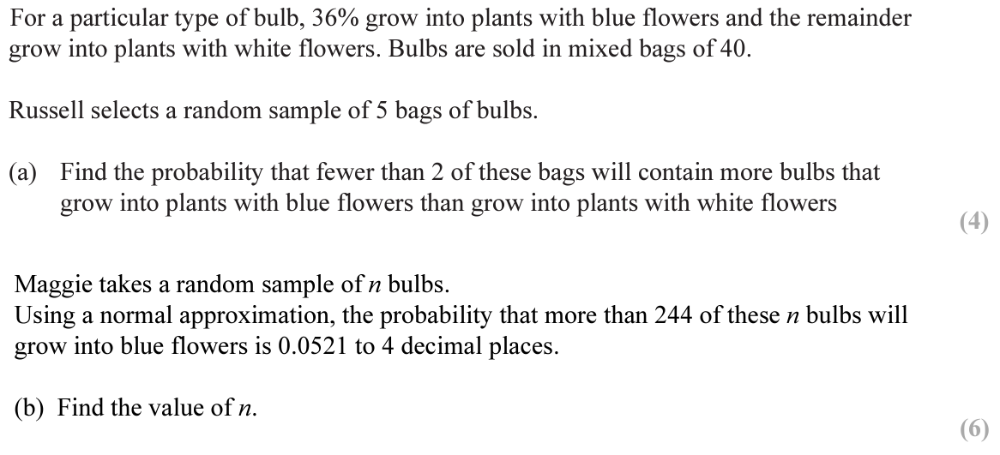 For a particular type of bulb, 36% grow into plants with blue flowers and the remainder
grow into plants with white flowers. Bulbs are sold in mixed bags of 40.
Russell selects a random sample of 5 bags of bulbs.
(a) Find the probability that fewer than 2 of these bags will contain more bulbs that
grow into plants with blue flowers than grow into plants with white flowers
(4)
Maggie takes a random sample of n bulbs.
Using a normal approximation, the probability that more than 244 of these n bulbs will
grow into blue flowers is 0.0521 to 4 decimal places.
(b) Find the value of n.
(6)